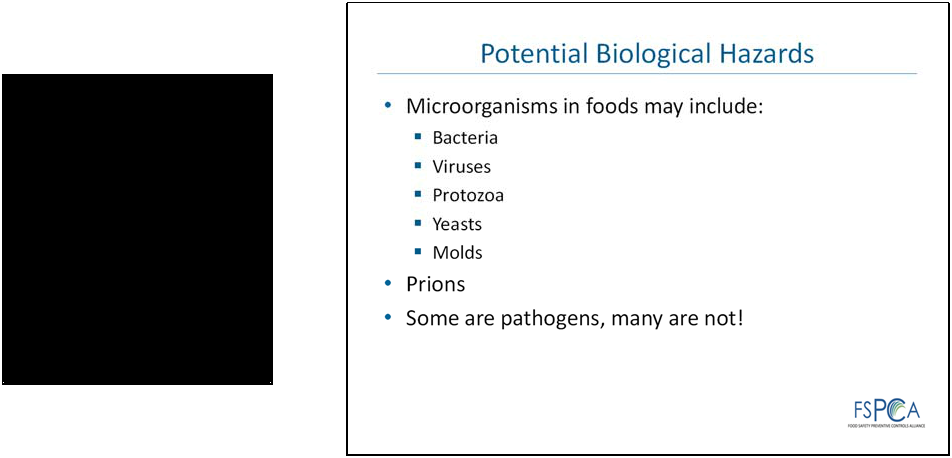 Potential Biological Hazards
• Microorganisms in foods may include:
▪ Bacteria
▪ Viruses
▪ Protozoa
▪ Yeasts
▪ Molds
• Prions
• Some are pathogens, many are not!
FSPCA
FOOD SAFETY PREVENTIVE CONTROLS ALLIANCE